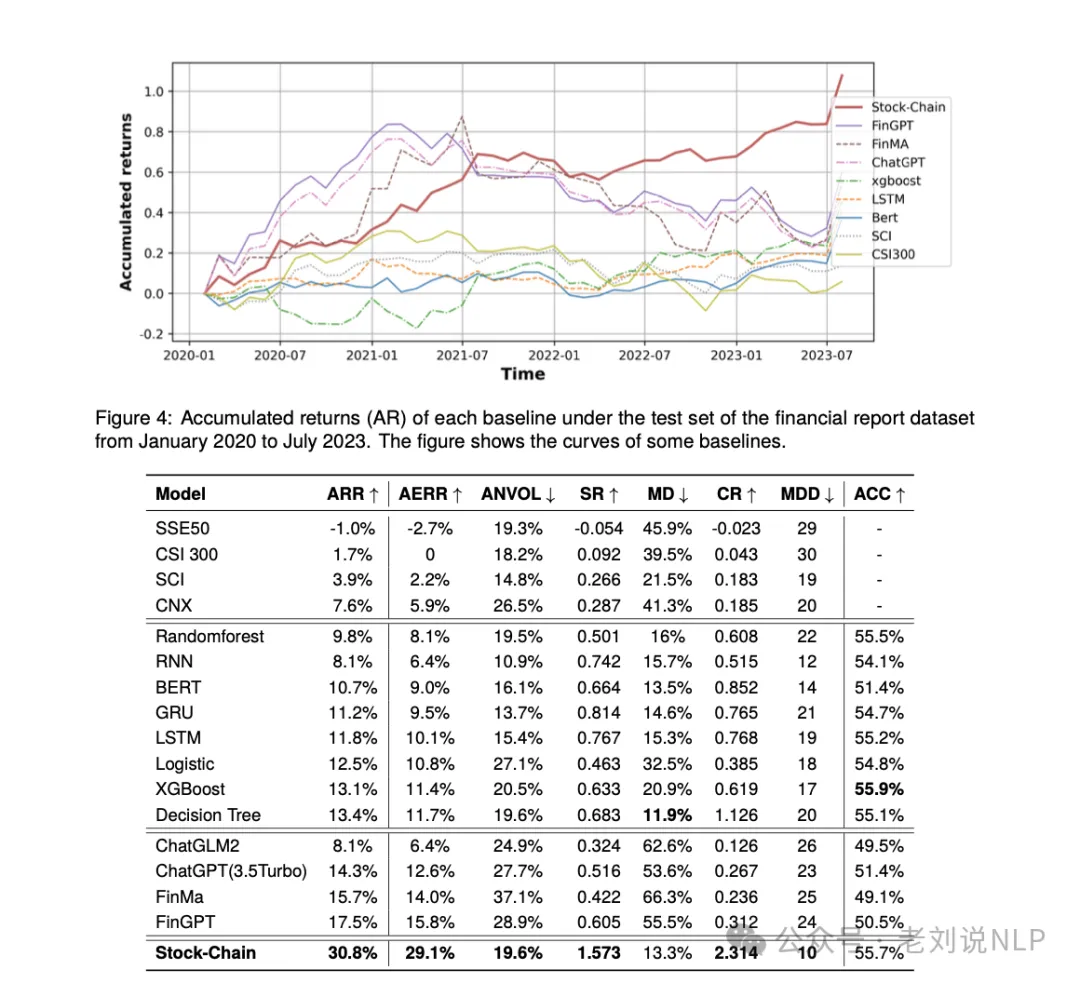 Accumulated returns
1.0
0.8
0.6
0.4
0.2
0.0
-0.2
2020-01 2020-07 2021-01 2021-07 2022-01 2022-07 2023-01 2023-07
Time
Stock-Chain
FinGPT
FinMA
ChatGPT
xgboost
LSTM
Bert
SCI
CSI300
Figure 4: Accumulated returns (AR) of each baseline under the test set of the financial report dataset
from January 2020 to July 2023. The figure shows the curves of some baselines.
Model ARR ↑ AERR ↑ ANVOL ↓ SR ↑ MD ↓ CR ↑ MDD ↓ ACC ↑
SSE50 -1.0% -2.7% 19.3% -0.054 45.9% -0.023 29 -
CSI 300 1.7% 0 18.2% 0.092 39.5% 0.043 30 -
SCI 3.9% 2.2% 14.8% 0.266 21.5% 0.183 19 -
CNX 7.6% 5.9% 26.5% 0.287 41.3% 0.185 20 -
Randomforest 9.8% 8.1% 19.5% 0.501 16% 0.608 22 55.5%
RNN 8.1% 6.4% 10.9% 0.742 15.7% 0.515 12 54.1%
BERT 10.7% 9.0% 16.1% 0.664 13.5% 0.852 14 51.4%
GRU 11.2% 9.5% 13.7% 0.814 14.6% 0.765 21 54.7%
LSTM 11.8% 10.1% 15.4% 0.767 15.3% 0.768 19 55.2%
Logistic 12.5% 10.8% 27.1% 0.463 32.5% 0.385 18 54.8%
XGBoost 13.1% 11.4% 20.5% 0.633 20.9% 0.619 17 55.9%
Decision Tree 13.4% 11.7% 19.6% 0.683 11.9% 1.126 20 55.1%
ChatGLM2 8.1% 6.4% 24.9% 0.324 62.6% 0.126 26 49.5%
ChatGPT(3.5Turbo) 14.3% 12.6% 27.7% 0.516 53.6% 0.267 23 51.4%
FinMa 15.7% 14.0% 37.1% 0.422 66.3% 0.236 25 49.1%
FinGPT 17.5% 15.8% 28.9% 0.605 55.5% 0.312 24 50.5%
Stock-Chain 30.8% 29.1% 19.6% 1.573 13.3% 2.314 10 55.7%
公众号 · 老刘说NLP